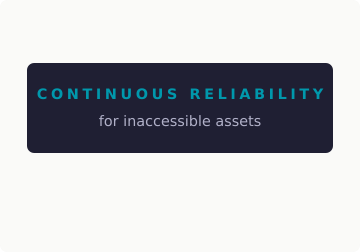 CONTINUOUS RELIABILITY
for inaccessible assets